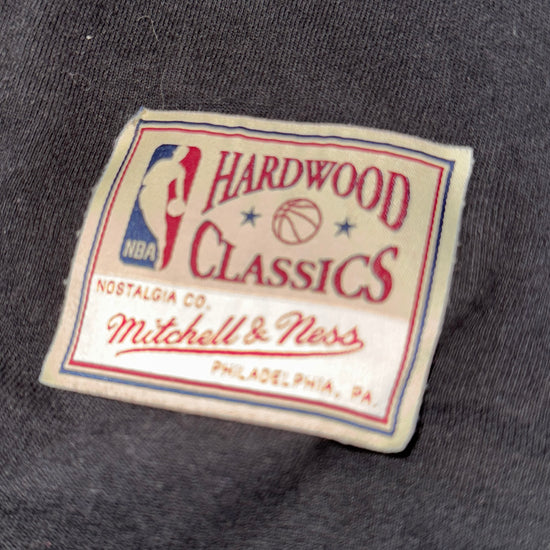 HARDWOOD
CLASSICS
NBA
NOSTALGIA CO.
Mitchell & Ness
PHILADELPHIA, PA.